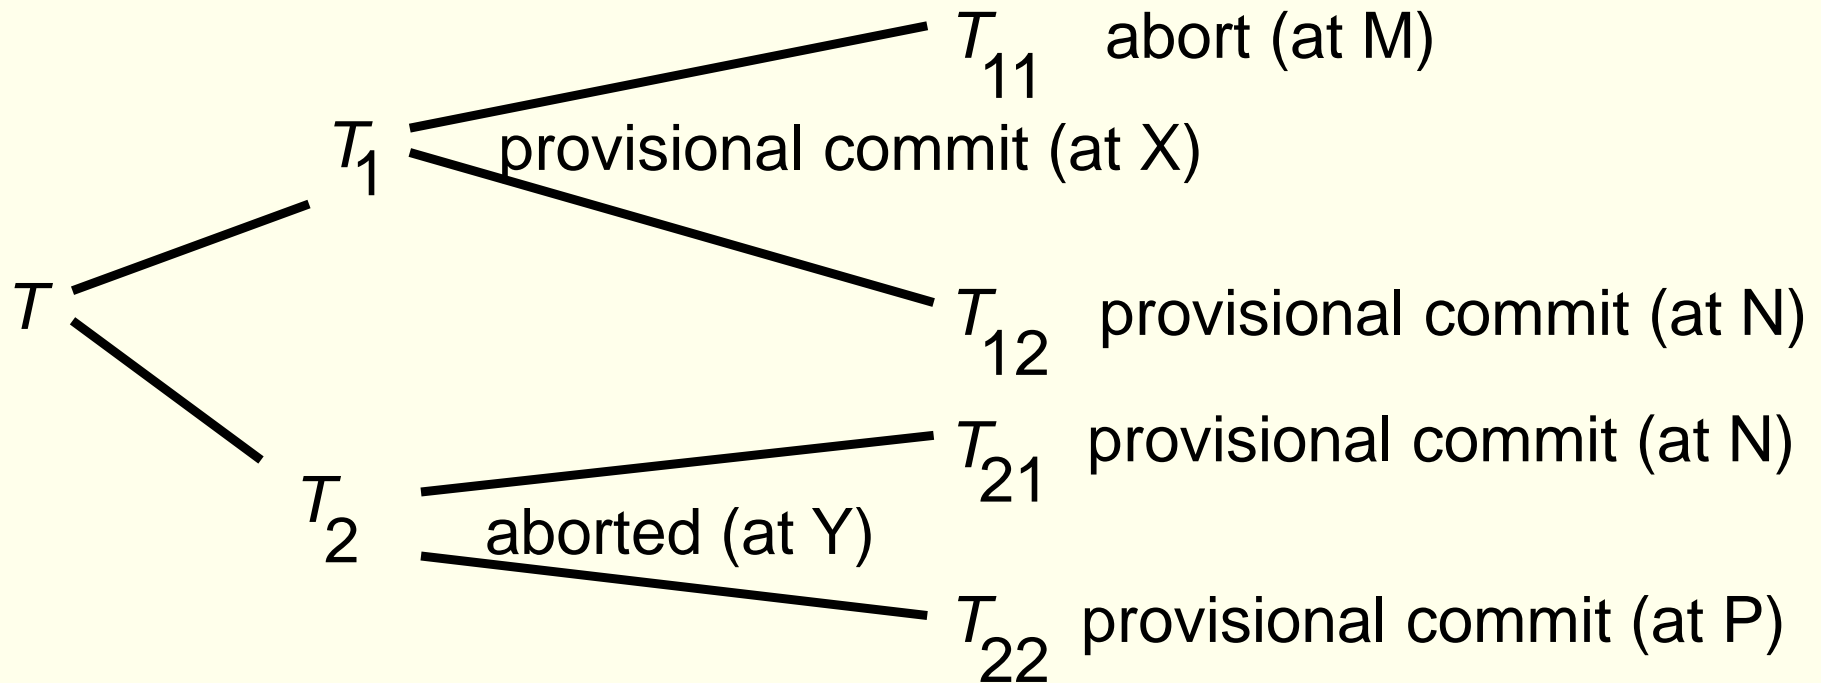 T11 abort (at M)
T1 provisional commit (at X)
T
T12 provisional commit (at N)
T21 provisional commit (at N)
T2 aborted (at Y)
T22 provisional commit (at P)